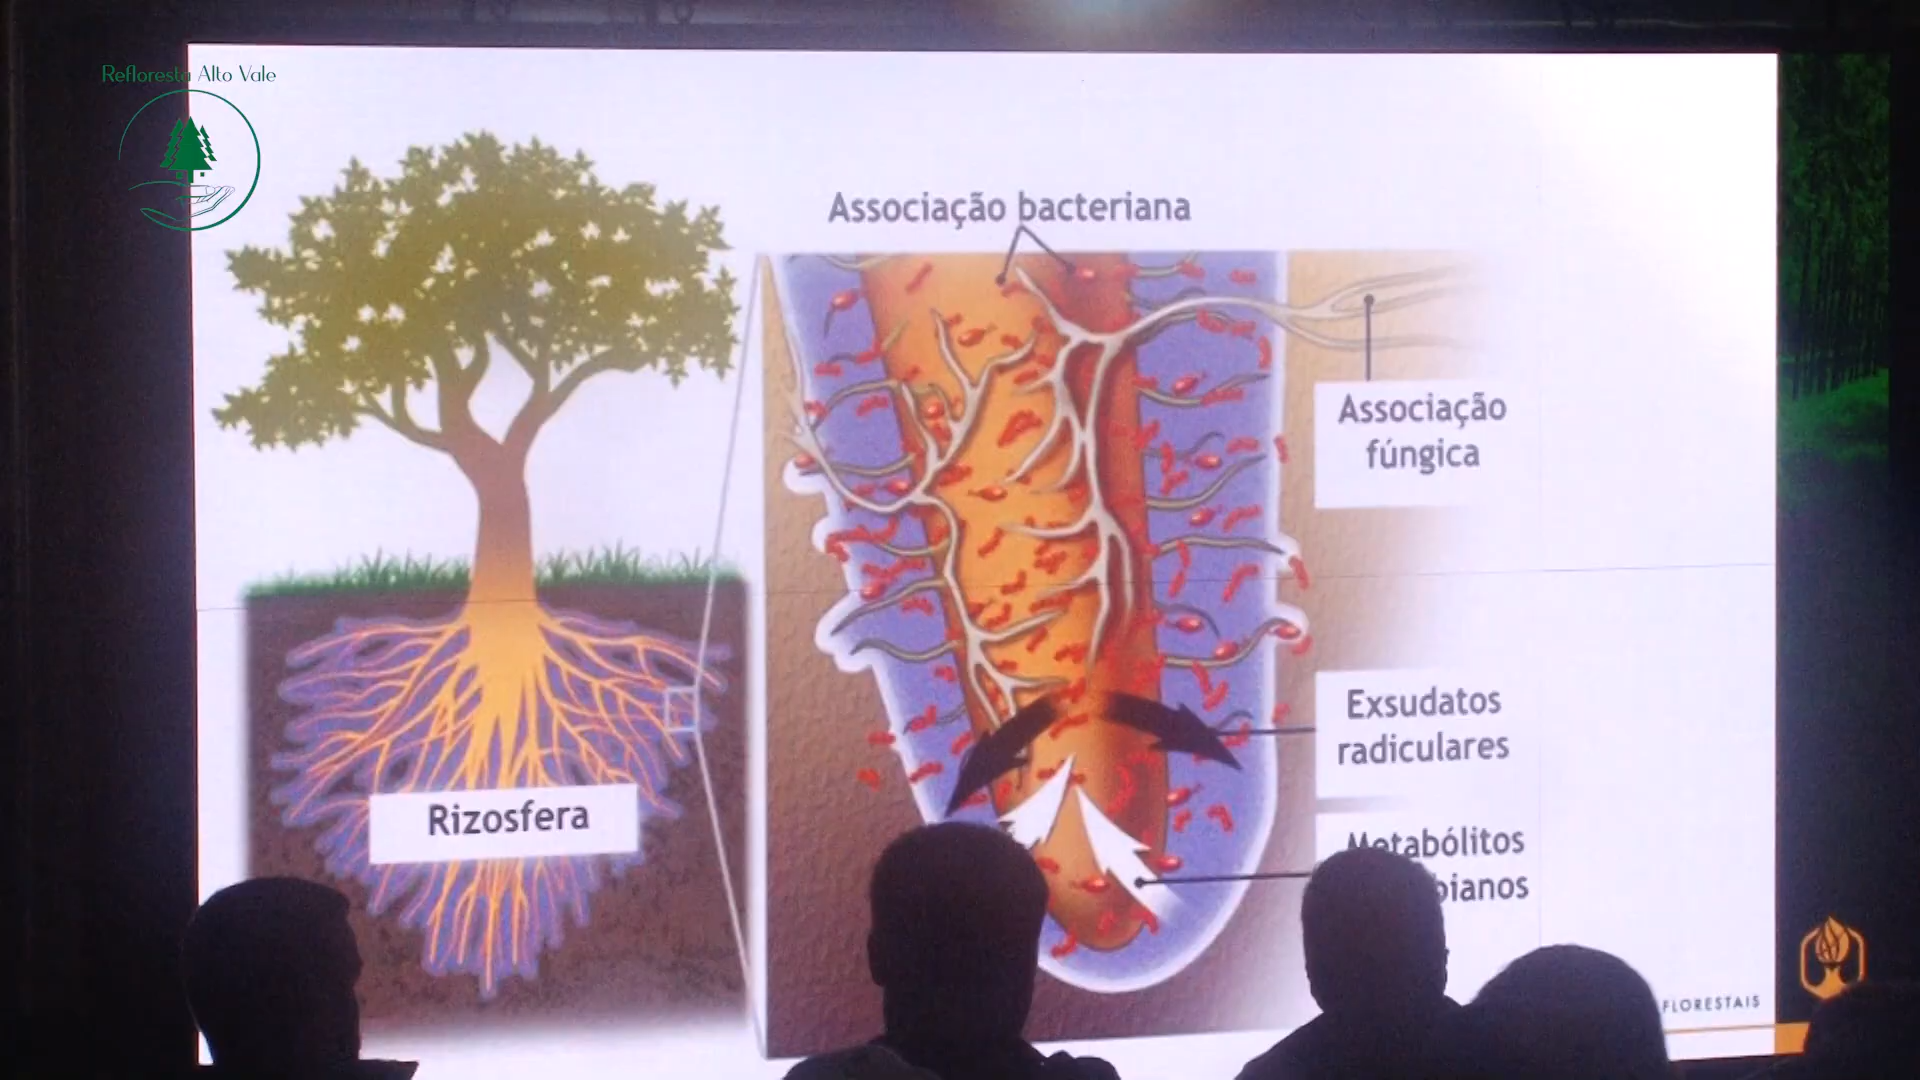 Refloresta Alto Vale
Associação bacteriana
Associação
fúngica
Exsudatos
radiculares
Rizosfera
Metabólitos
FLORESTAIS